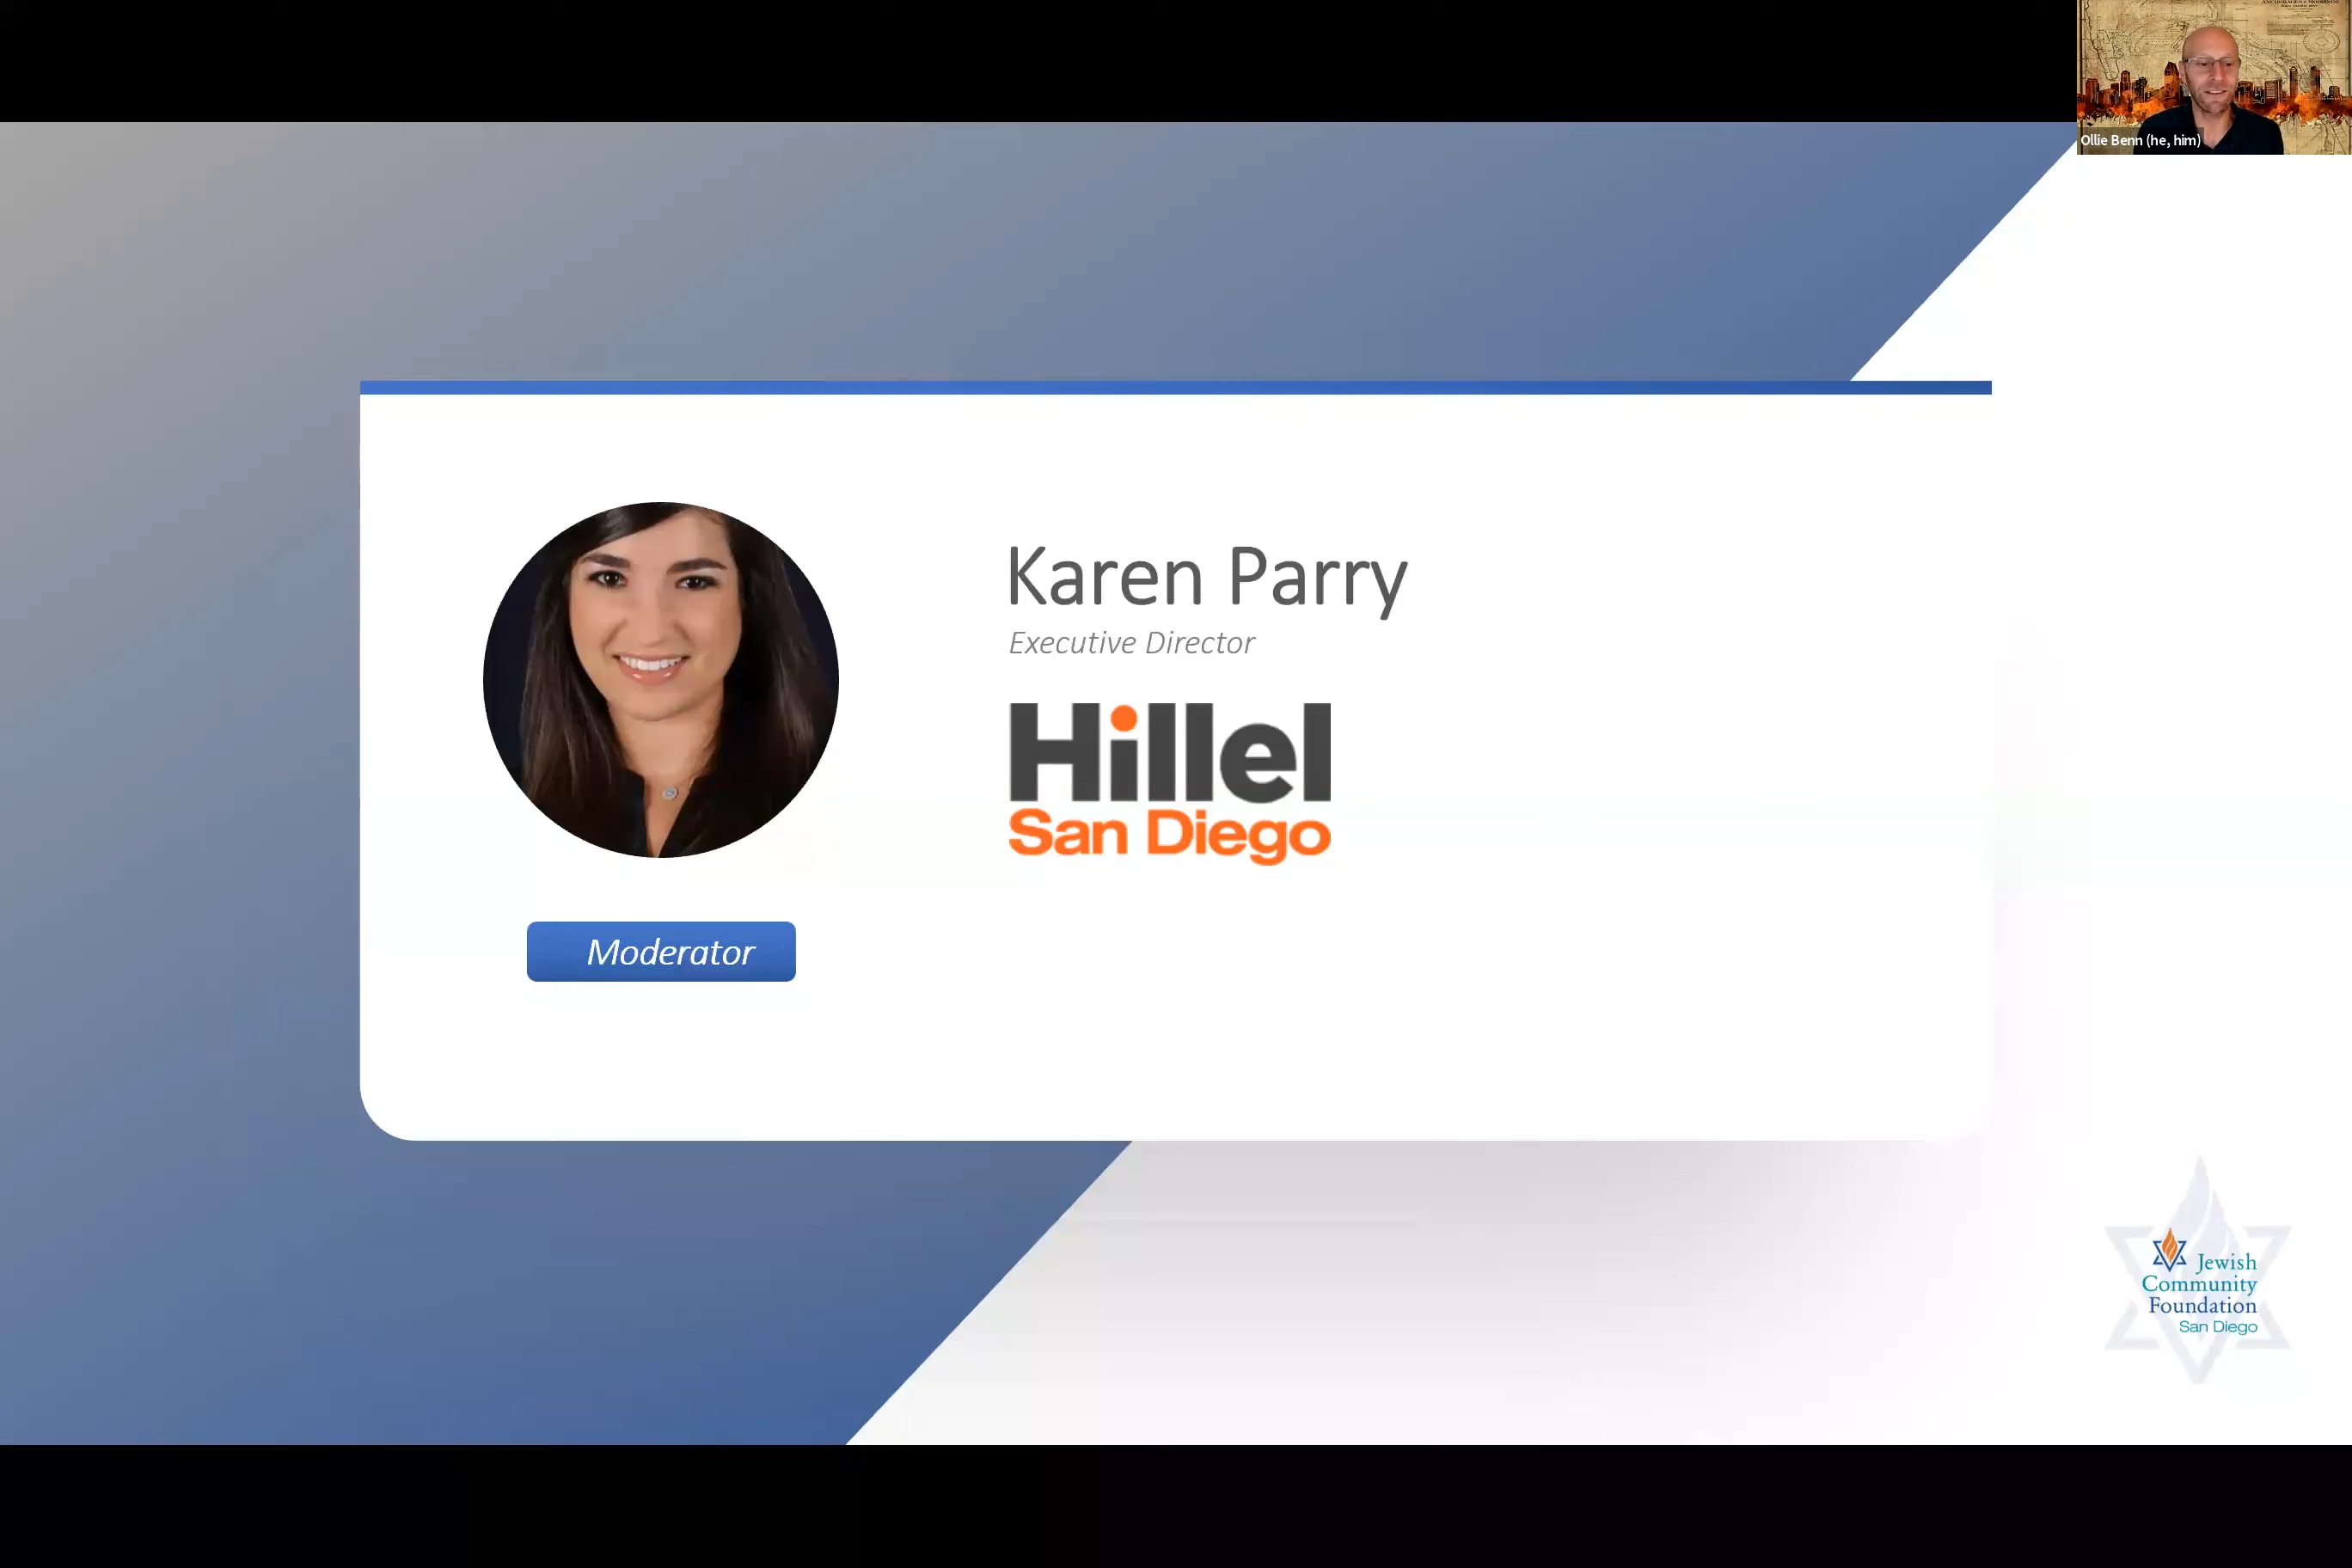 Ollie Benn (he, him)
Karen Parry
Executive Director
Hillel
San Diego
Moderator
Jewish
Community
Foundation
San Diego